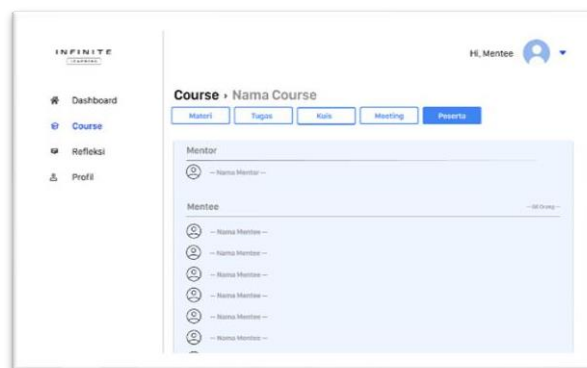 INFINITE
LEARNING
Hi, Mentee
Dashboard
Course
Refleksi
Profil
Course › Nama Course
Materi Tugas Kuis Meeting Peserta
Mentor
-- Nama Mentor --
Mentee
-- Nama Mentee --
-- Nama Mentee --
-- Nama Mentee --
-- Nama Mentee --
-- Nama Mentee --
-- Nama Mentee --